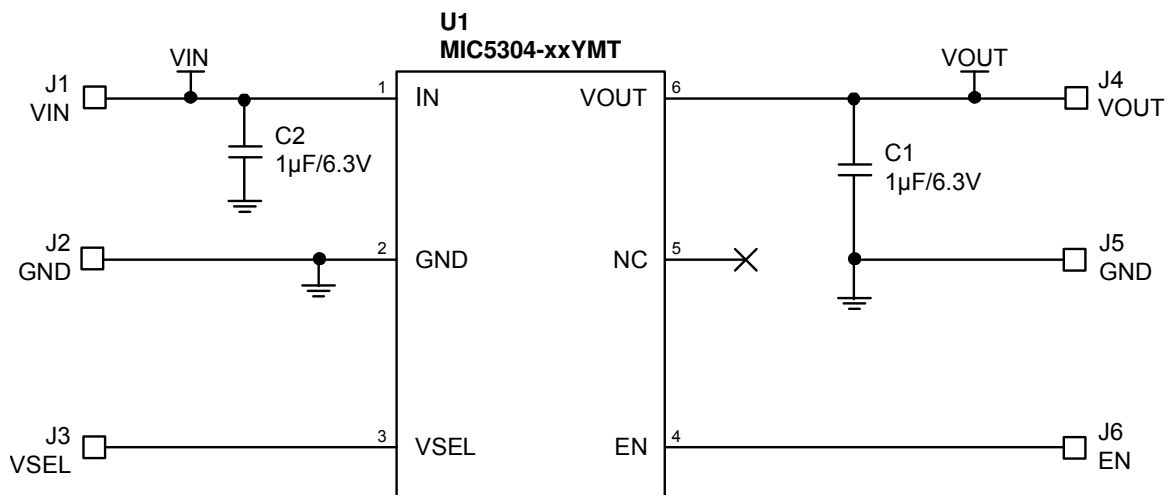 U1
MIC5304-xxYMT
VIN
VOUT
J1
VIN
1
IN
VOUT
6
J4
VOUT
C2
1µF/6.3V
C1
1µF/6.3V
J2
GND
2
GND
NC
5
J5
GND
J3
VSEL
3
VSEL
EN
4
J6
EN